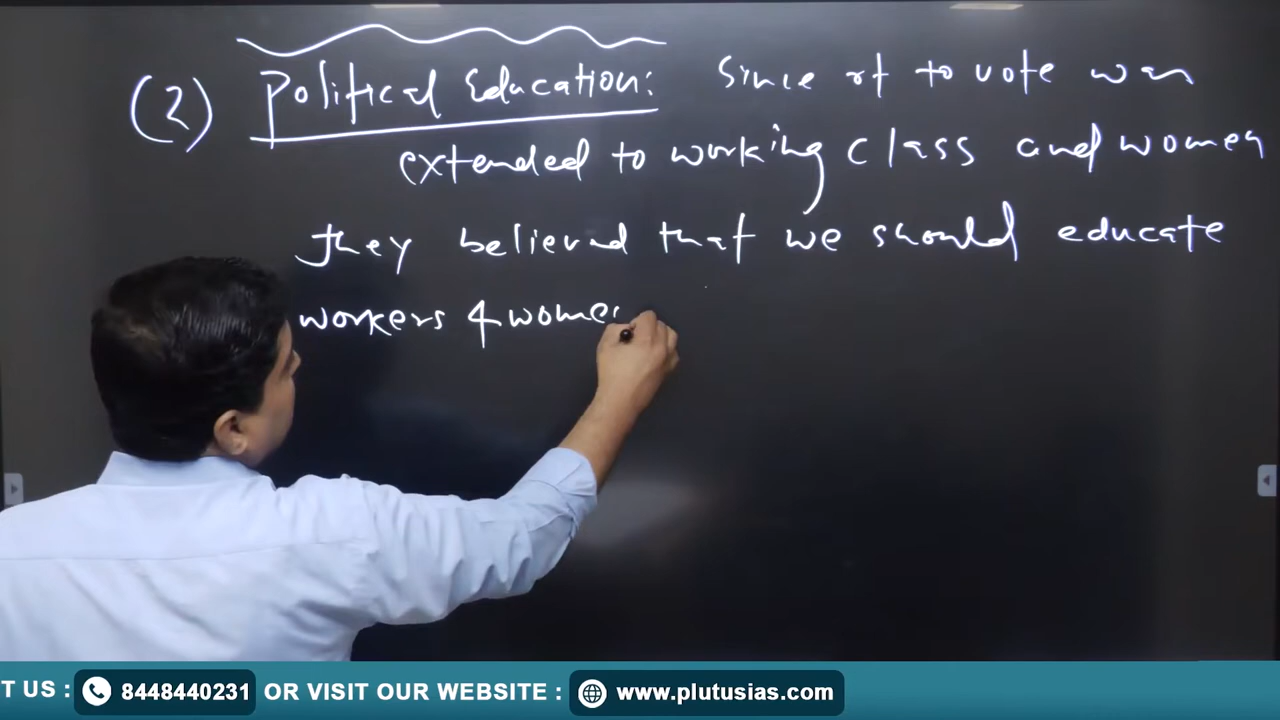 (2) Political Education: Since rt to vote was
extended to working class and women
they believed that we should educate
workers & women
T US : 8448440231 OR VISIT OUR WEBSITE : www.plutusias.com